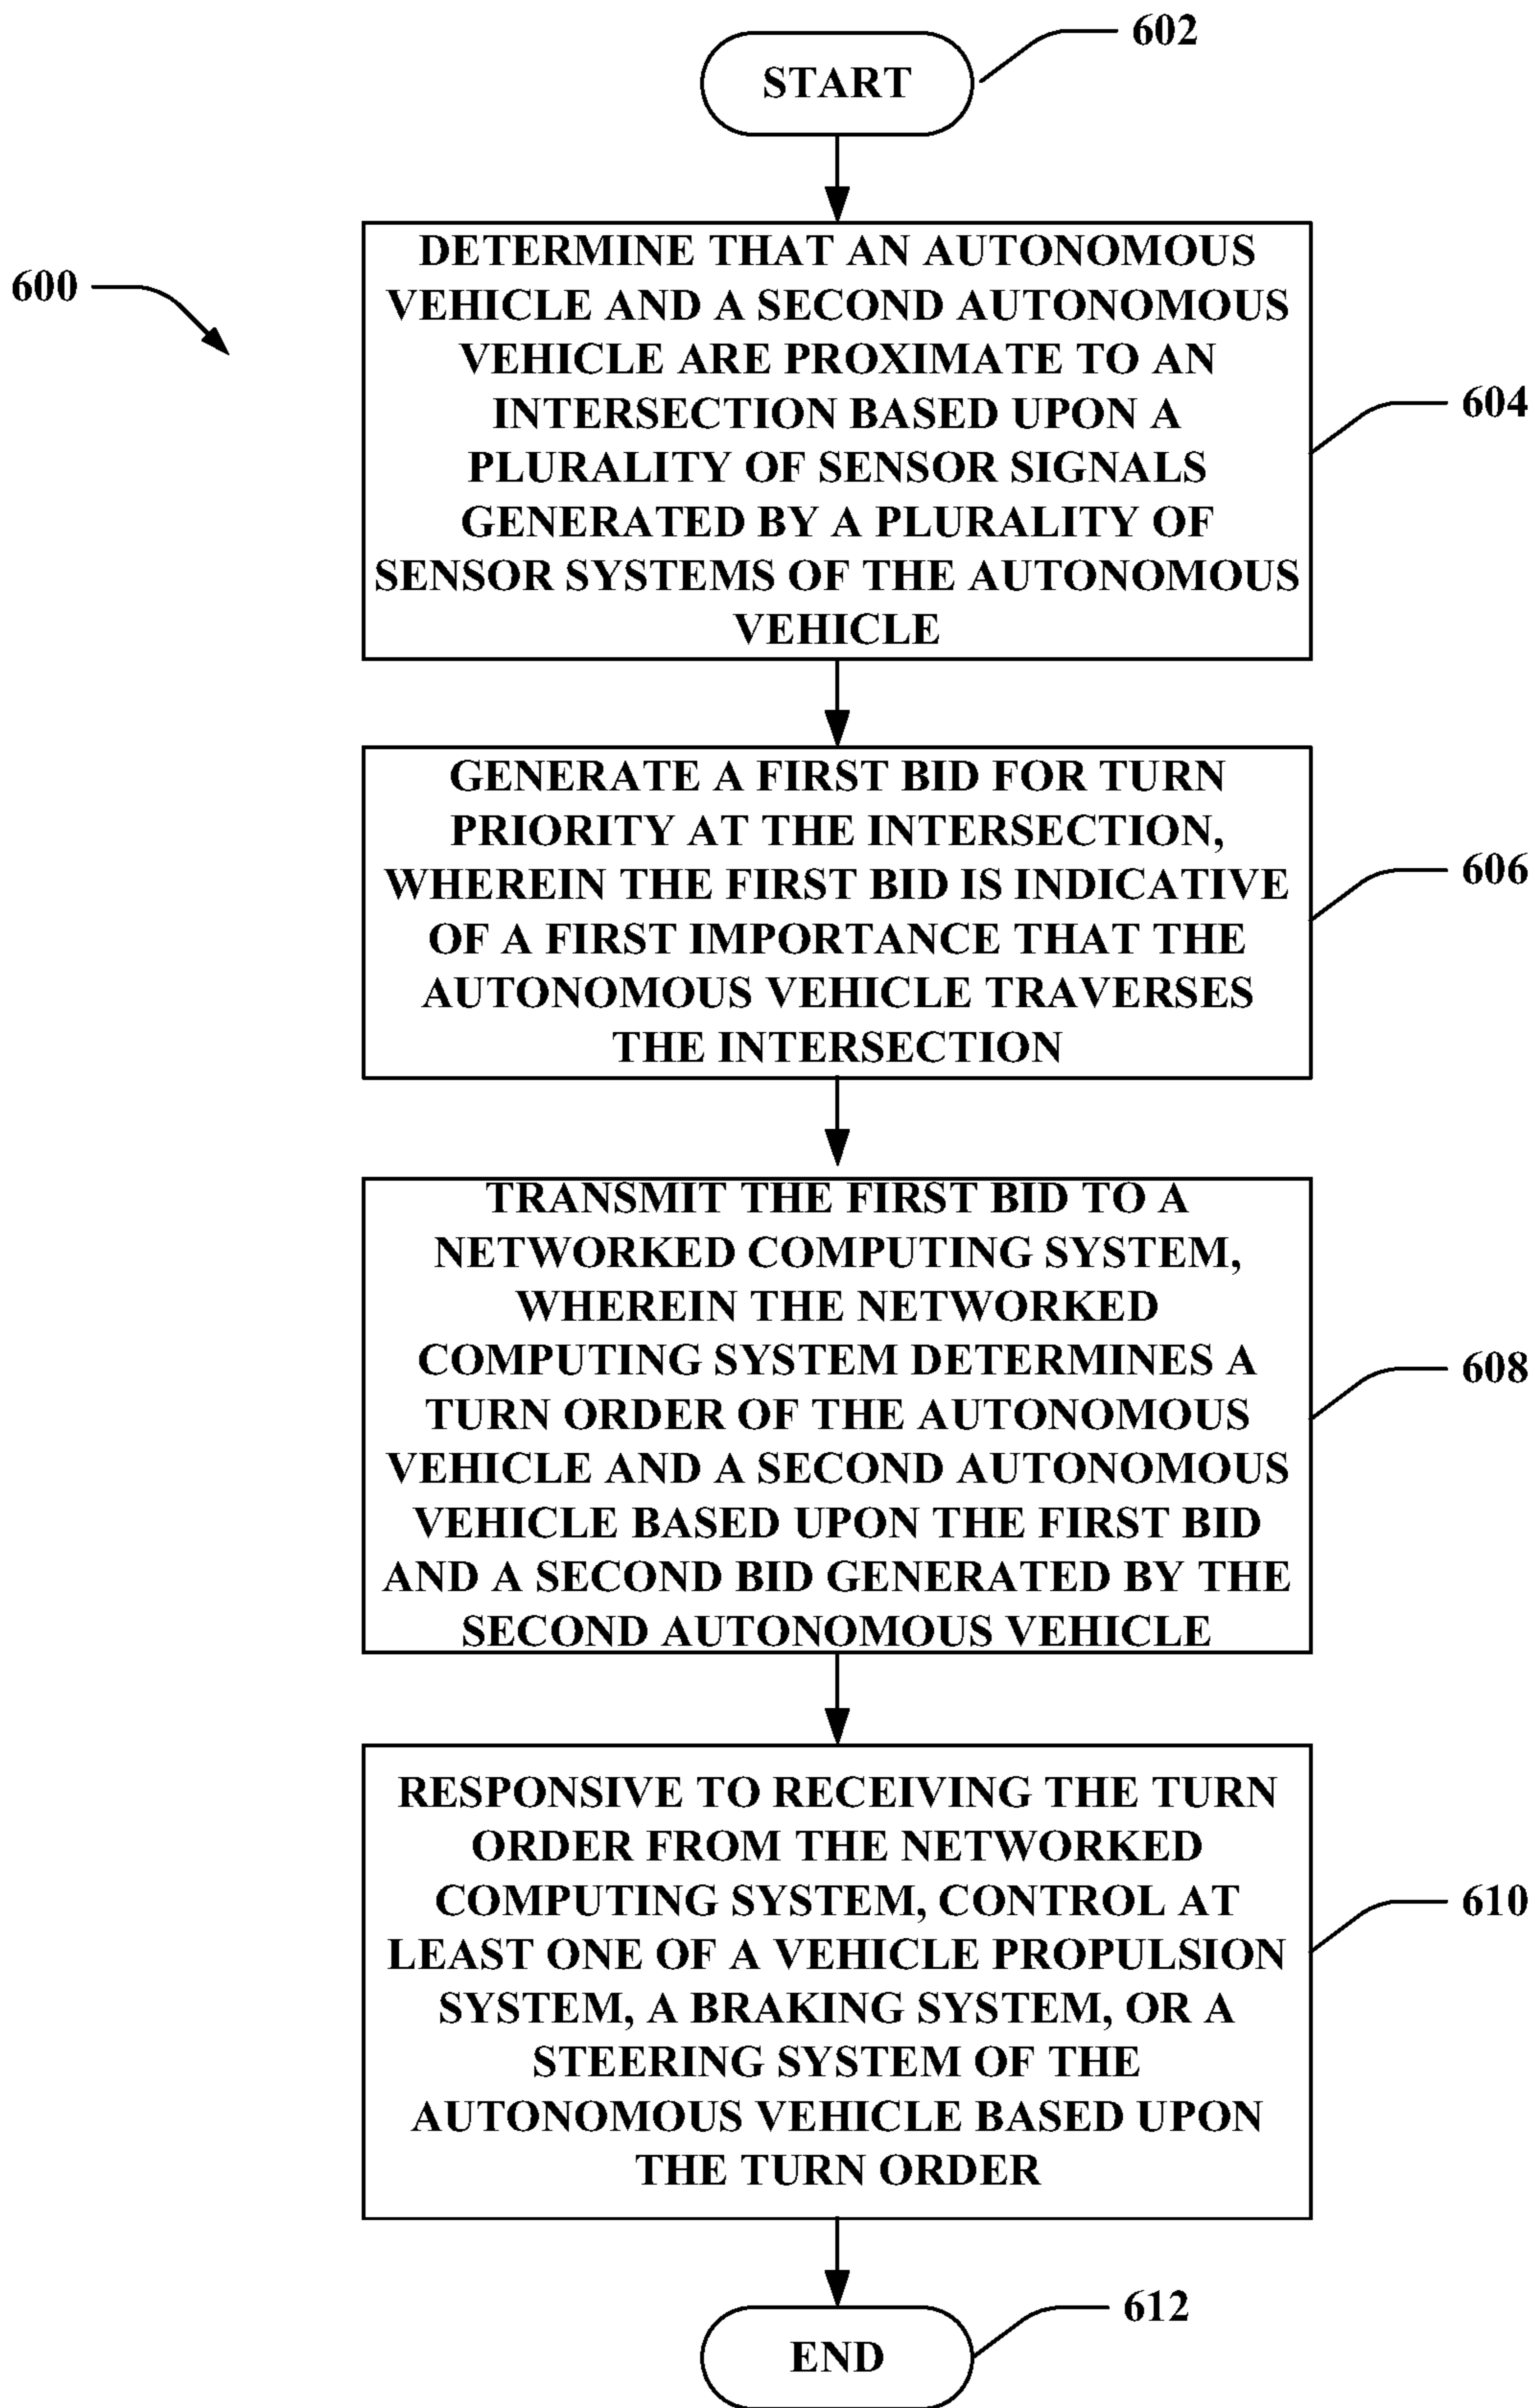 602
START
600
DETERMINE THAT AN AUTONOMOUS
VEHICLE AND A SECOND AUTONOMOUS
VEHICLE ARE PROXIMATE TO AN
INTERSECTION BASED UPON A
PLURALITY OF SENSOR SIGNALS
GENERATED BY A PLURALITY OF
SENSOR SYSTEMS OF THE AUTONOMOUS
VEHICLE
604
GENERATE A FIRST BID FOR TURN
PRIORITY AT THE INTERSECTION,
WHEREIN THE FIRST BID IS INDICATIVE
OF A FIRST IMPORTANCE THAT THE
AUTONOMOUS VEHICLE TRAVERSES
THE INTERSECTION
606
TRANSMIT THE FIRST BID TO A
NETWORKED COMPUTING SYSTEM,
WHEREIN THE NETWORKED
COMPUTING SYSTEM DETERMINES A
TURN ORDER OF THE AUTONOMOUS
VEHICLE AND A SECOND AUTONOMOUS
VEHICLE BASED UPON THE FIRST BID
AND A SECOND BID GENERATED BY THE
SECOND AUTONOMOUS VEHICLE
608
RESPONSIVE TO RECEIVING THE TURN
ORDER FROM THE NETWORKED
COMPUTING SYSTEM, CONTROL AT
LEAST ONE OF A VEHICLE PROPULSION
SYSTEM, A BRAKING SYSTEM, OR A
STEERING SYSTEM OF THE
AUTONOMOUS VEHICLE BASED UPON
THE TURN ORDER
610
612
END